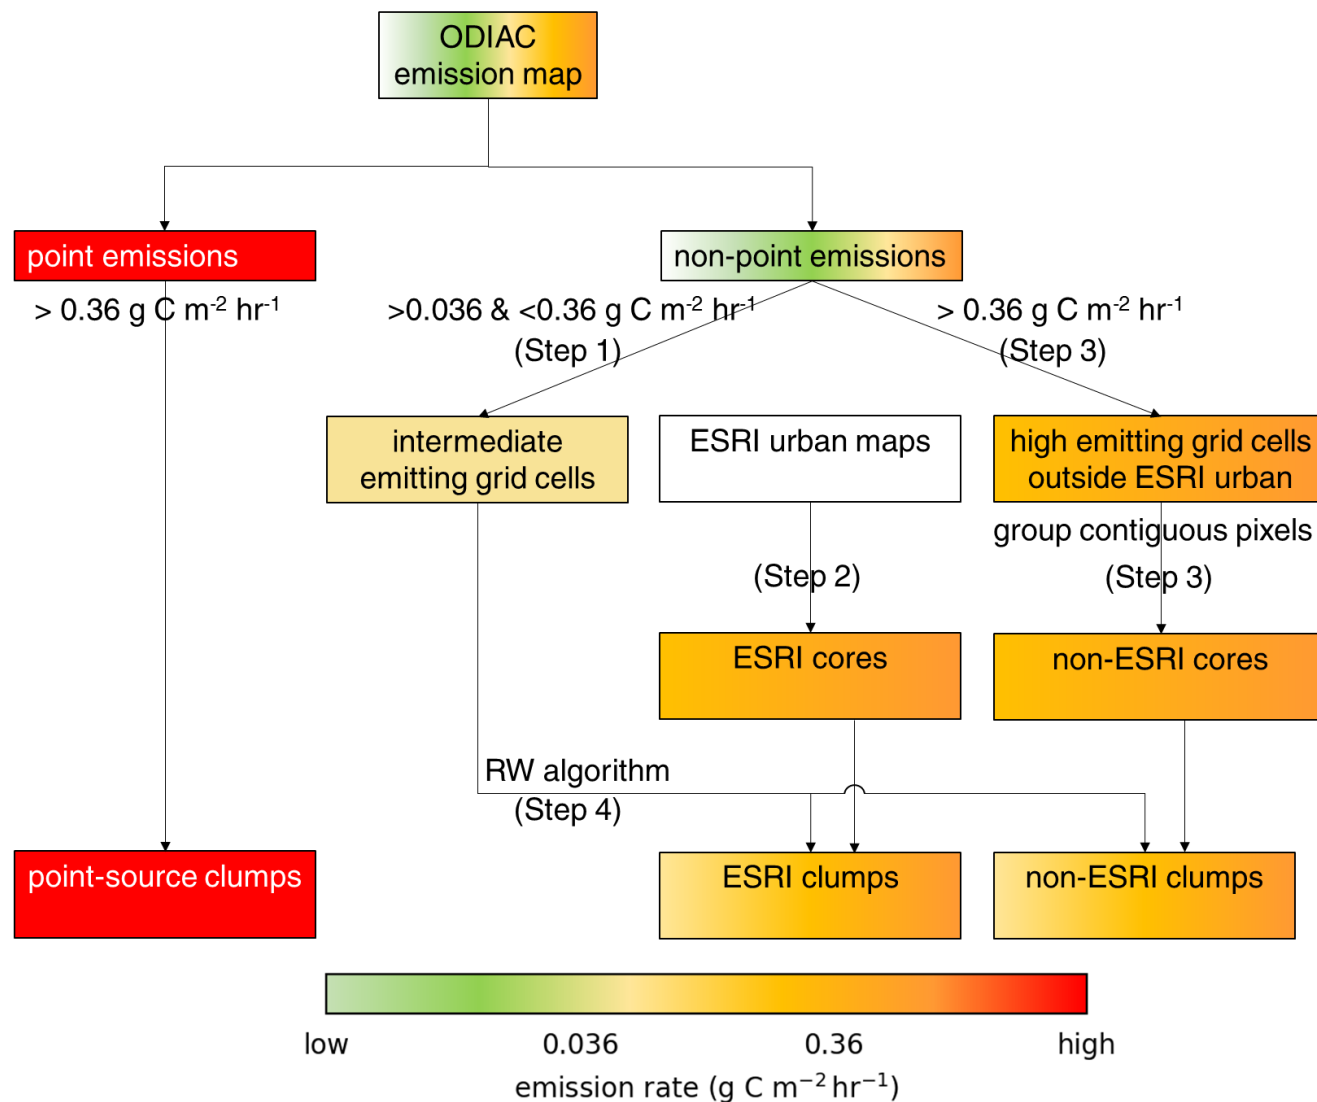 ODIAC
emission map
point emissions
non-point emissions
> 0.36 g C m⁻² hr⁻¹
>0.036 & <0.36 g C m⁻² hr⁻¹
(Step 1)
> 0.36 g C m⁻² hr⁻¹
(Step 3)
intermediate
emitting grid cells
ESRI urban maps
high emitting grid cells
outside ESRI urban
group contiguous pixels
(Step 2)
(Step 3)
ESRI cores
non-ESRI cores
RW algorithm
(Step 4)
point-source clumps
ESRI clumps
non-ESRI clumps
low 0.036 0.36 high
emission rate (g C m⁻² hr⁻¹)